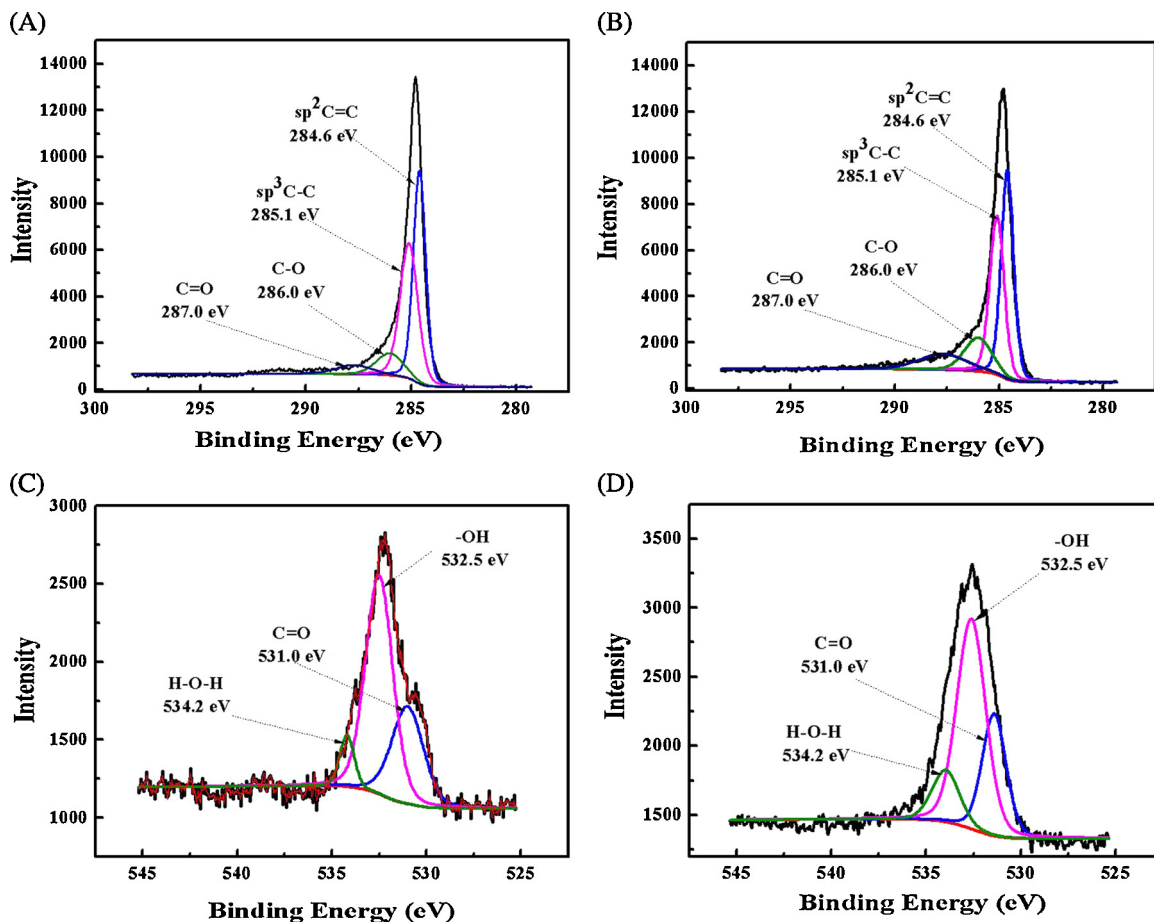 (A)
14000
12000
10000
8000
6000
4000
2000
0
Intensity
sp²C=C
284.6 eV
sp³C-C
285.1 eV
C-O
286.0 eV
C=O
287.0 eV
300 295 290 285 280
Binding Energy (eV)
(B)
14000
12000
10000
8000
6000
4000
2000
0
Intensity
sp²C=C
284.6 eV
sp³C-C
285.1 eV
C-O
286.0 eV
C=O
287.0 eV
300 295 290 285 280
Binding Energy (eV)
(C)
3000
2500
2000
1500
1000
Intensity
-OH
532.5 eV
C=O
531.0 eV
H-O-H
534.2 eV
545 540 535 530 525
Binding Energy (eV)
(D)
3500
3000
2500
2000
1500
Intensity
-OH
532.5 eV
C=O
531.0 eV
H-O-H
534.2 eV
545 540 535 530 525
Binding Energy (eV)